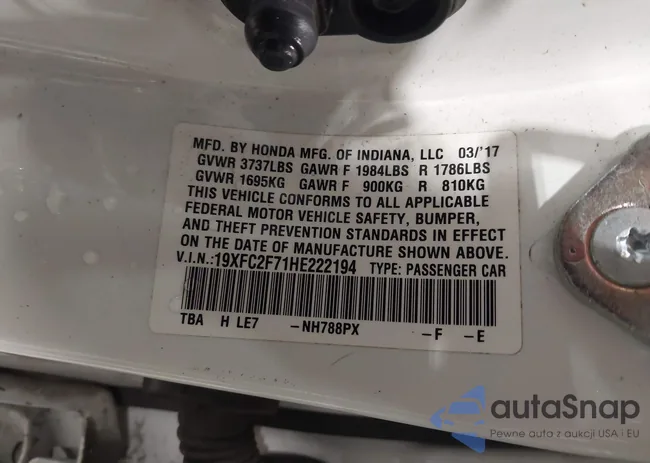 MFD. BY HONDA MFG. OF INDIANA, LLC 03/'17
GVWR 3737LBS GAWR F 1984LBS R 1786LBS
GVWR 1695KG GAWR F 900KG R 810KG
THIS VEHICLE CONFORMS TO ALL APPLICABLE
FEDERAL MOTOR VEHICLE SAFETY, BUMPER,
AND THEFT PREVENTION STANDARDS IN EFFECT
ON THE DATE OF MANUFACTURE SHOWN ABOVE.
V.I.N.:19XFC2F71HE222194 TYPE: PASSENGER CAR
TBA H LE7 -NH788PX -F -E
autaSnap
Pewne auta z aukcji USA i EU